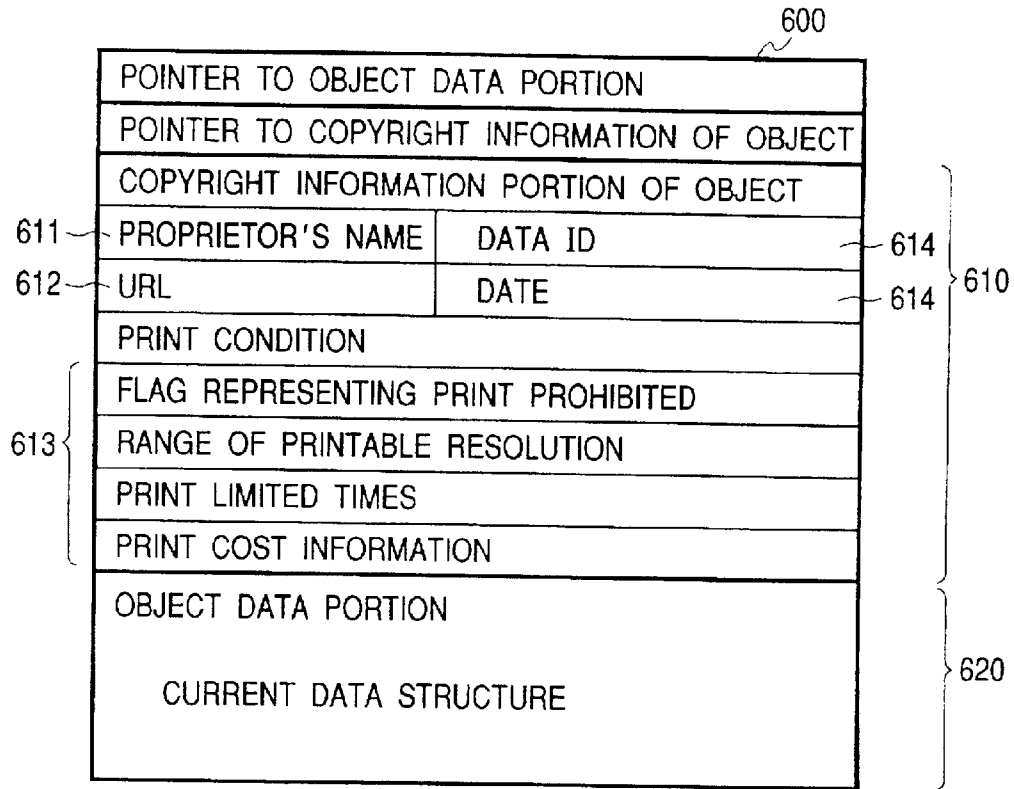 600
POINTER TO OBJECT DATA PORTION
POINTER TO COPYRIGHT INFORMATION OF OBJECT
COPYRIGHT INFORMATION PORTION OF OBJECT
611 PROPRIETOR'S NAME DATA ID 614
612 URL DATE 614
610
PRINT CONDITION
FLAG REPRESENTING PRINT PROHIBITED
613 RANGE OF PRINTABLE RESOLUTION
PRINT LIMITED TIMES
PRINT COST INFORMATION
OBJECT DATA PORTION
620
CURRENT DATA STRUCTURE